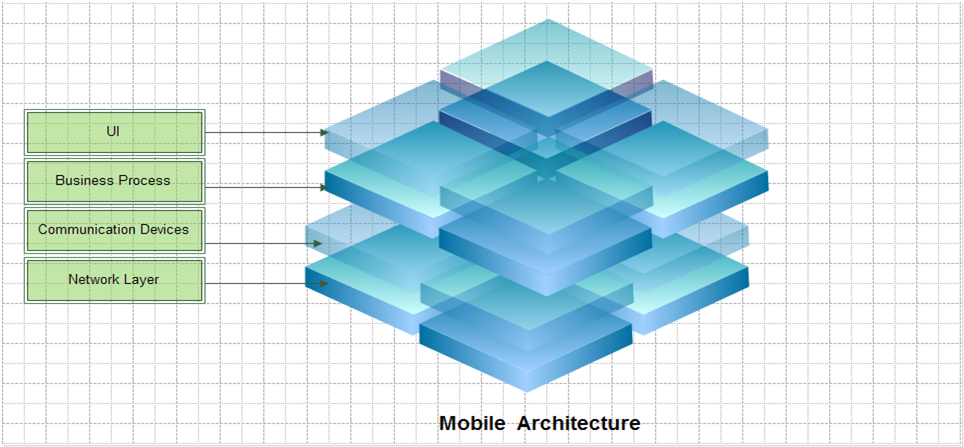 UI
Business Process
Communication Devices
Network Layer
Mobile Architecture